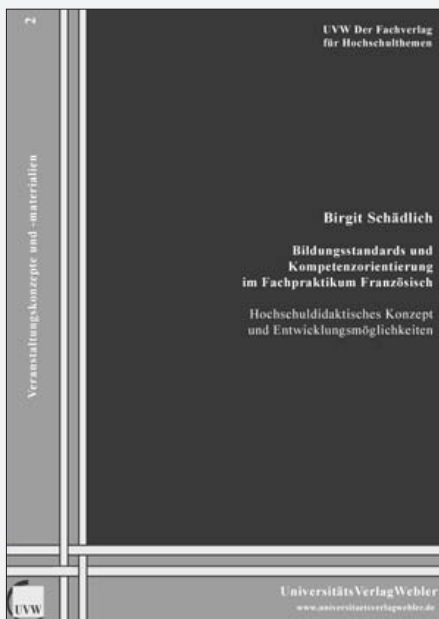 2
Veranstaltungskonzepte und -materialien
UVW Der Fachverlag
für Hochschulthemen
Birgit Schädlich
Bildungsstandards und
Kompetenzorientierung
im Fachpraktikum Französisch
Hochschuldidaktisches Konzept
und Entwicklungsmöglichkeiten
UVW
UniversitätsVerlagWebler
www.universitaetsverlagwebler.de